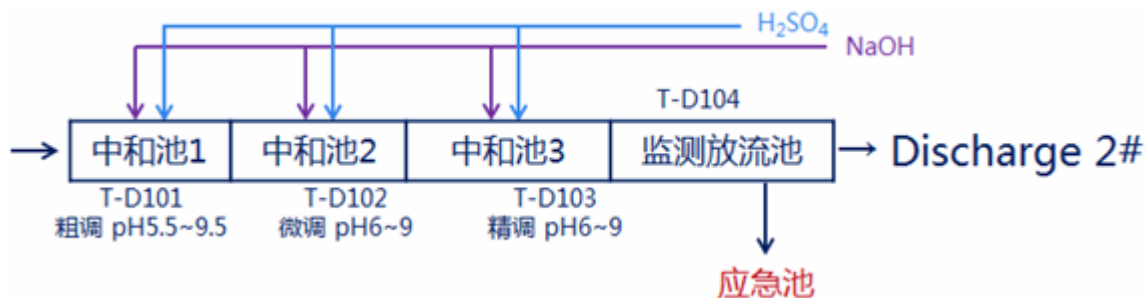 H₂SO₄
NaOH
T-D104
中和池1
中和池2
中和池3
监测放流池
Discharge 2#
T-D101
T-D102
T-D103
粗调 pH5.5~9.5
微调 pH6~9
精调 pH6~9
应急池